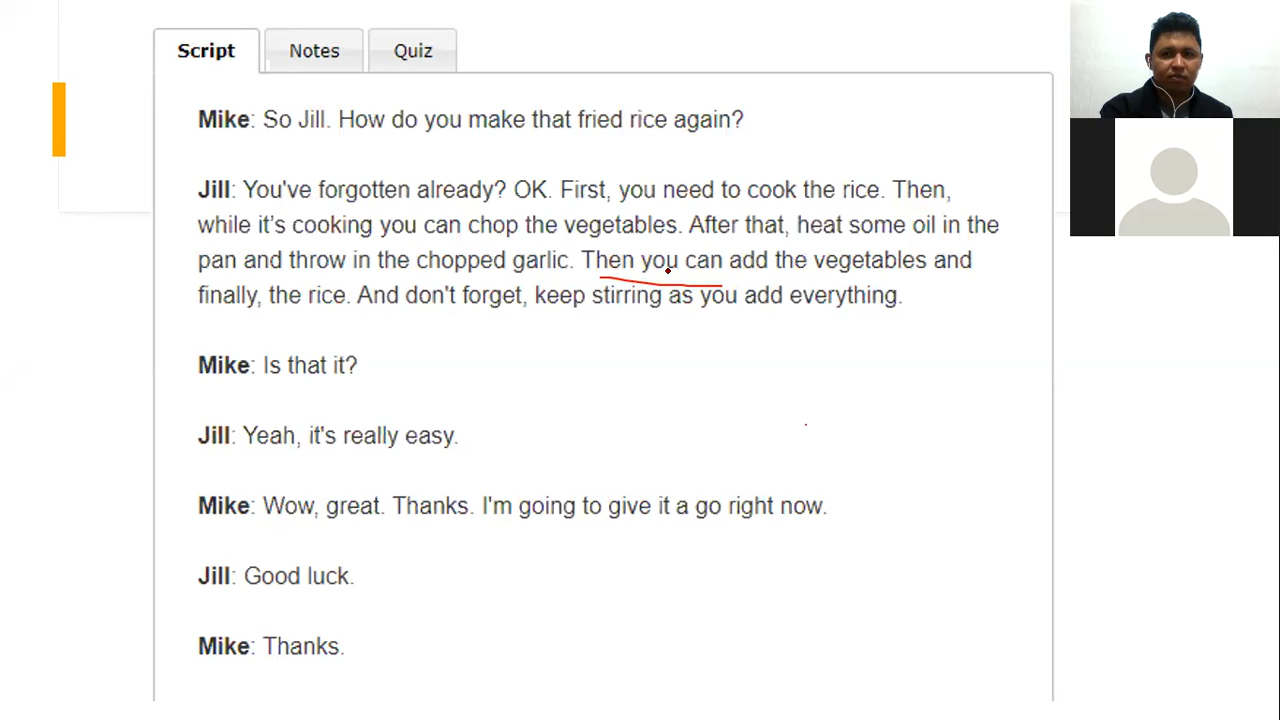 Script Notes Quiz
Mike: So Jill. How do you make that fried rice again?
Jill: You've forgotten already? OK. First, you need to cook the rice. Then,
while it's cooking you can chop the vegetables. After that, heat some oil in the
pan and throw in the chopped garlic. Then you can add the vegetables and
finally, the rice. And don't forget, keep stirring as you add everything.
Mike: Is that it?
Jill: Yeah, it's really easy.
Mike: Wow, great. Thanks. I'm going to give it a go right now.
Jill: Good luck.
Mike: Thanks.